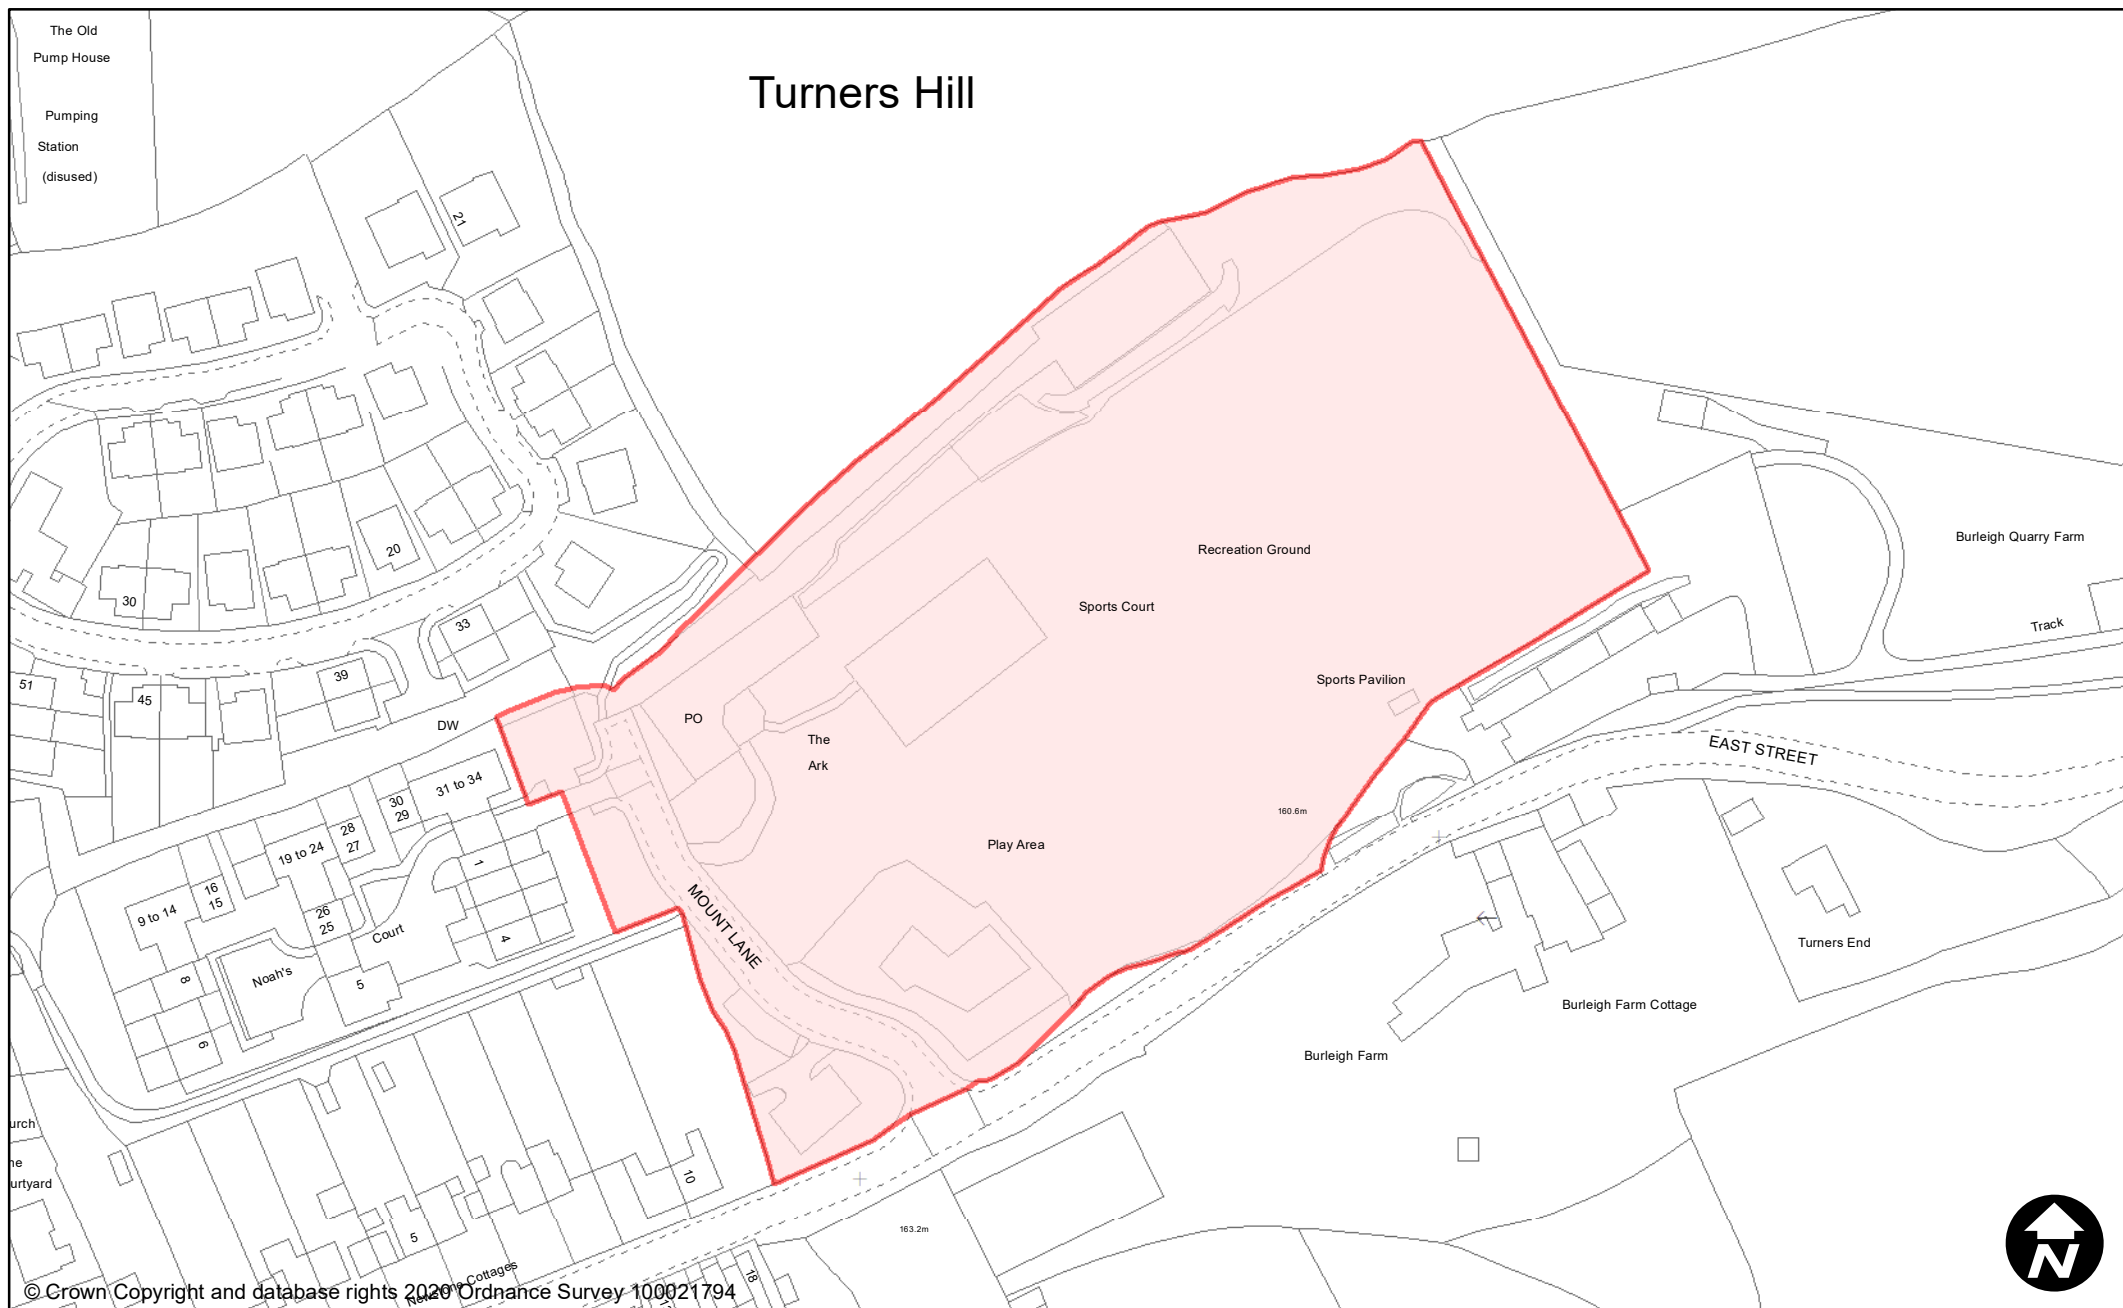 The Old
Pump House
Turners Hill
Pumping
Station
(disused)
21
20
30
33
39
45
51
DW
Recreation Ground
Sports Court
Sports Pavilion
PO
The
Ark
Play Area
160.6m
MOUNT LANE
Burleigh Quarry Farm
Track
EAST STREET
31 to 34
30
29
28
27
19 to 24
16
15
9 to 14
26
25
Court
Noah's
1
4
5
8
6
Turners End
Burleigh Farm Cottage
Burleigh Farm
163.2m
10
5
18
urch
he
urtyard
Cottages
N
© Crown Copyright and database rights 2020 Ordnance Survey 100021794